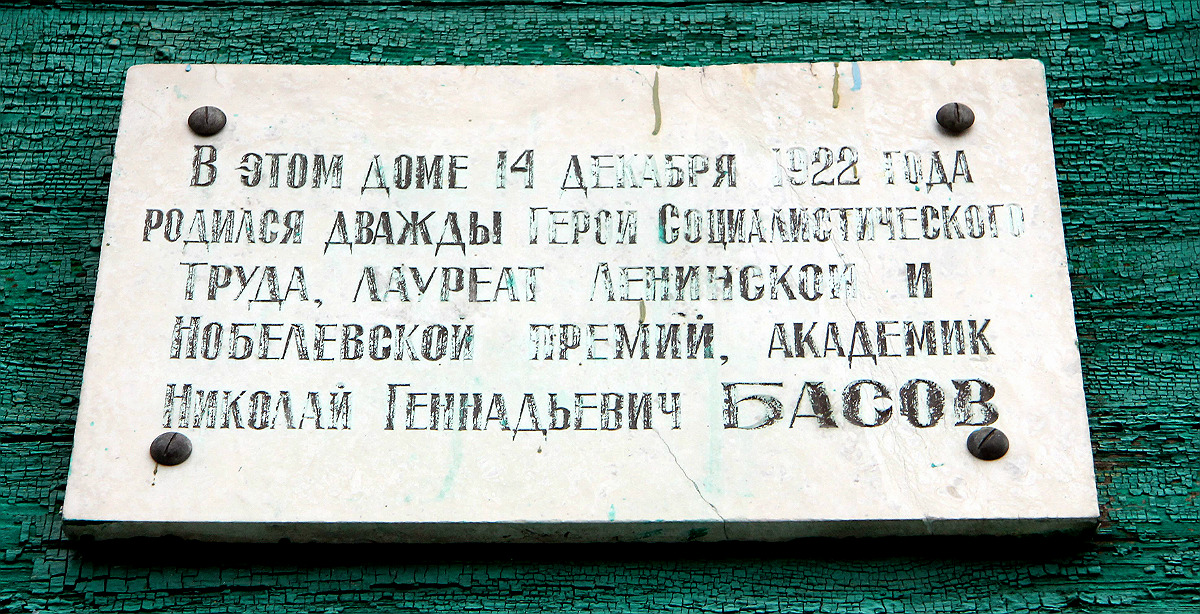 В этом доме 14 декабря 1922 года
родился дважды Герой Социалистического
Труда, лауреат Ленинской и
Нобелевской премий, академик
Николай Геннадьевич Басов